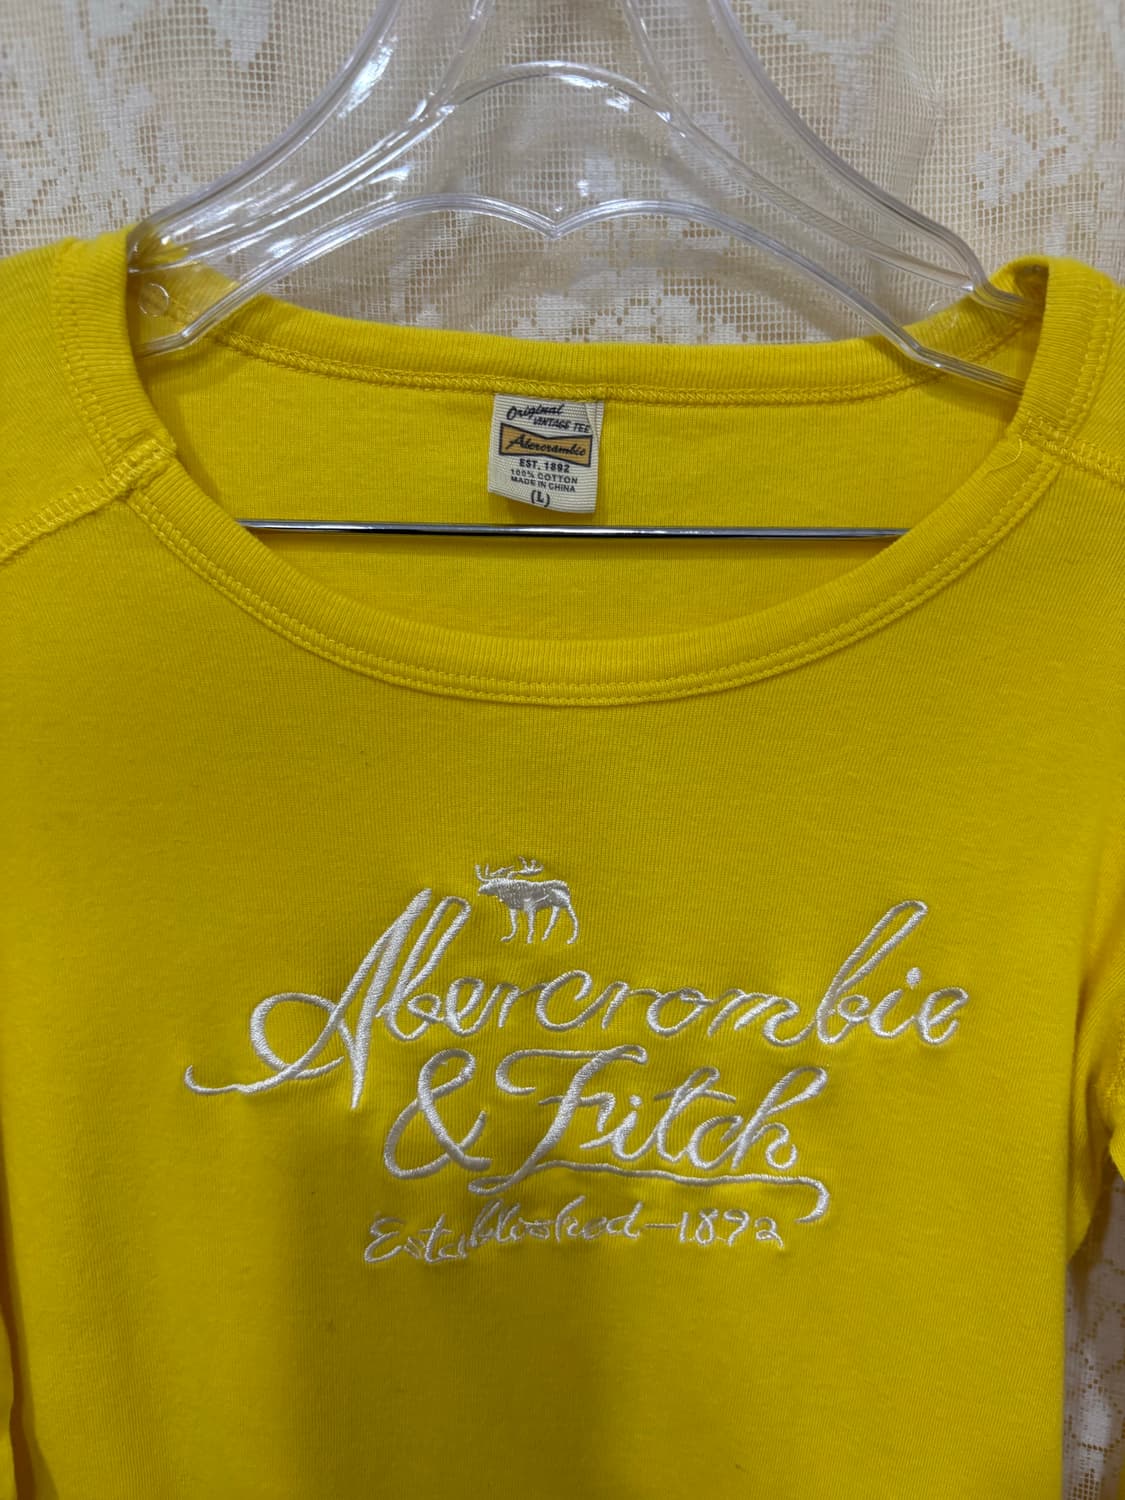 Original
VINTAGE TEE
Abercrombie
EST. 1892
100% COTTON
MADE IN CHINA
(L)
Abercrombie
& Fitch
Established-1892